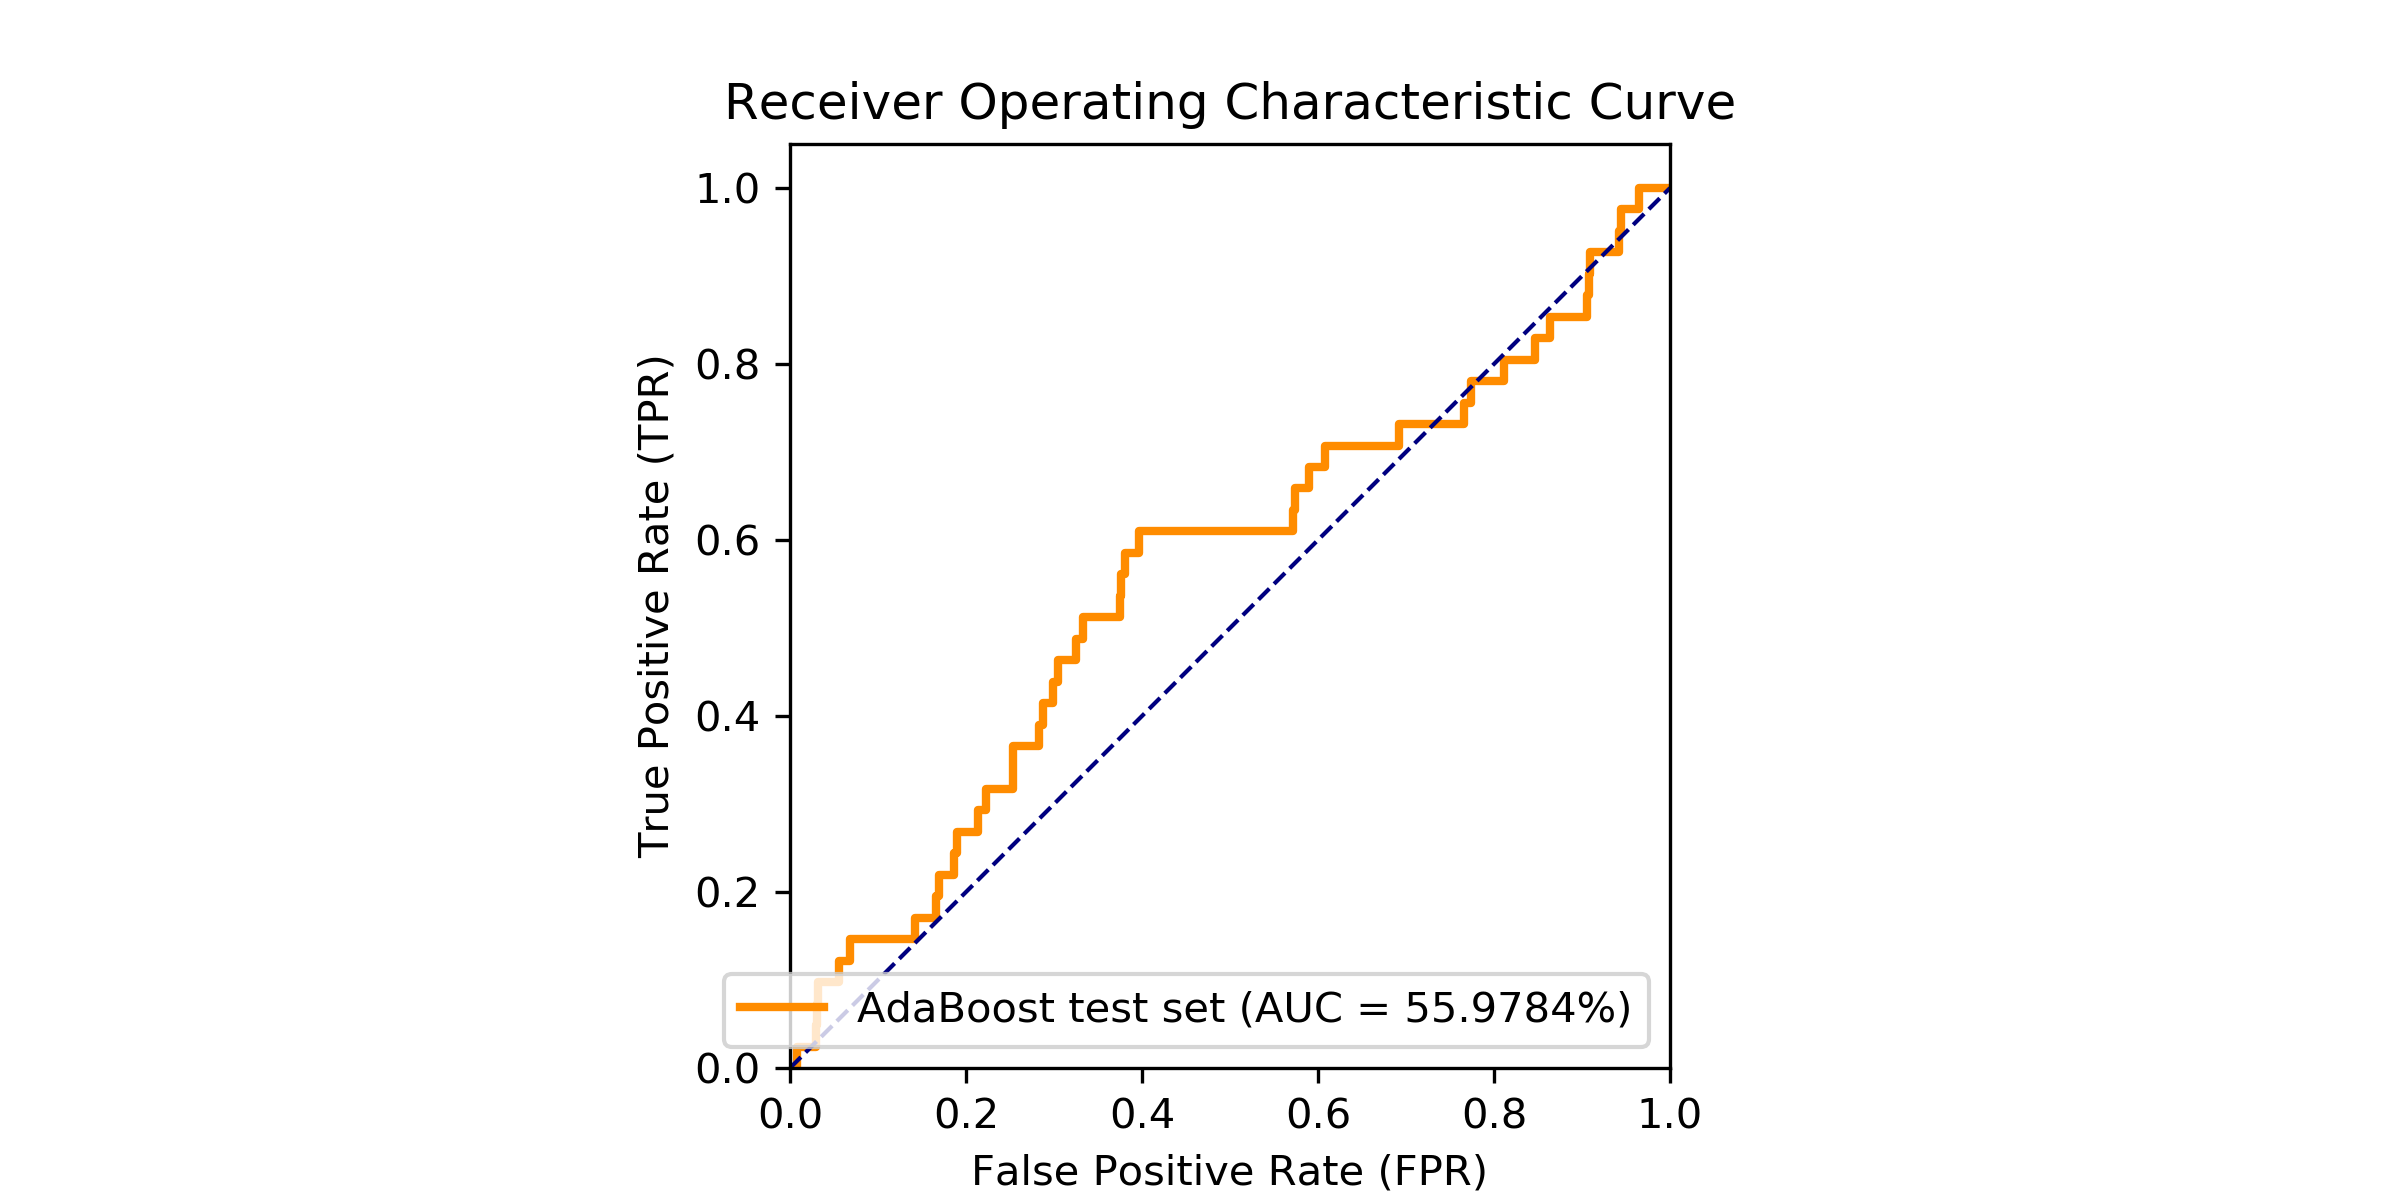 Receiver Operating Characteristic Curve
1.0
0.8
0.6
0.4
0.2
0.0
True Positive Rate (TPR)
AdaBoost test set (AUC = 55.9784%)
0.0 0.2 0.4 0.6 0.8 1.0
False Positive Rate (FPR)